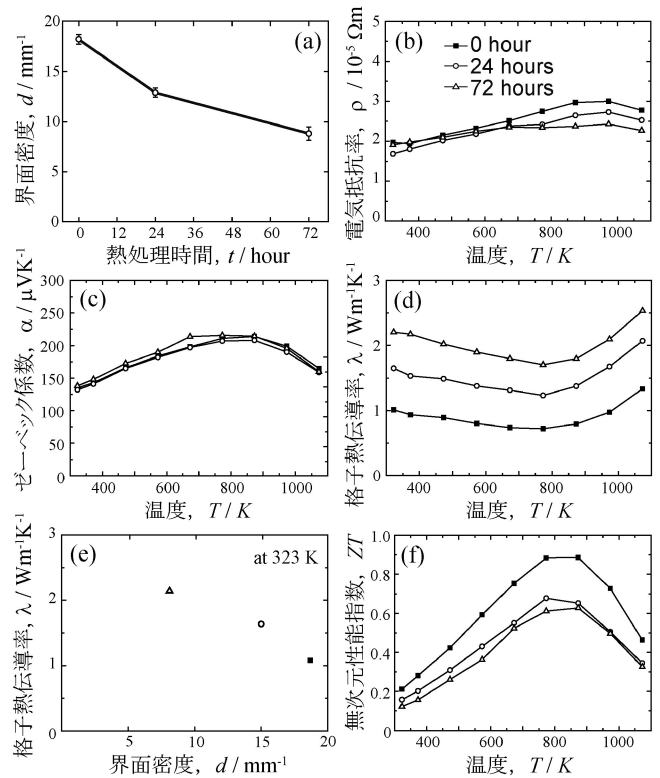 (a)
界面密度, d / mm-1
20
15
10
5
0
0 12 24 36 48 60 72
熱処理時間, t / hour
(b)
0 hour
24 hours
72 hours
電気抵抗率, ρ / 10-5 Ωm
5
4
3
2
1
0
400 600 800 1000
温度, T / K
(c)
ゼーベック係数, α / μVK-1
300
250
200
150
100
50
0
400 600 800 1000
温度, T / K
(d)
格子熱伝導率, λ / Wm-1K-1
3
2
1
0
400 600 800 1000
温度, T / K
(e)
at 323 K
格子熱伝導率, λ / Wm-1K-1
3
2
1
0
5 10 15 20
界面密度, d / mm-1
(f)
無次元性能指数, ZT
1.0
0.8
0.6
0.4
0.2
0
400 600 800 1000
温度, T / K